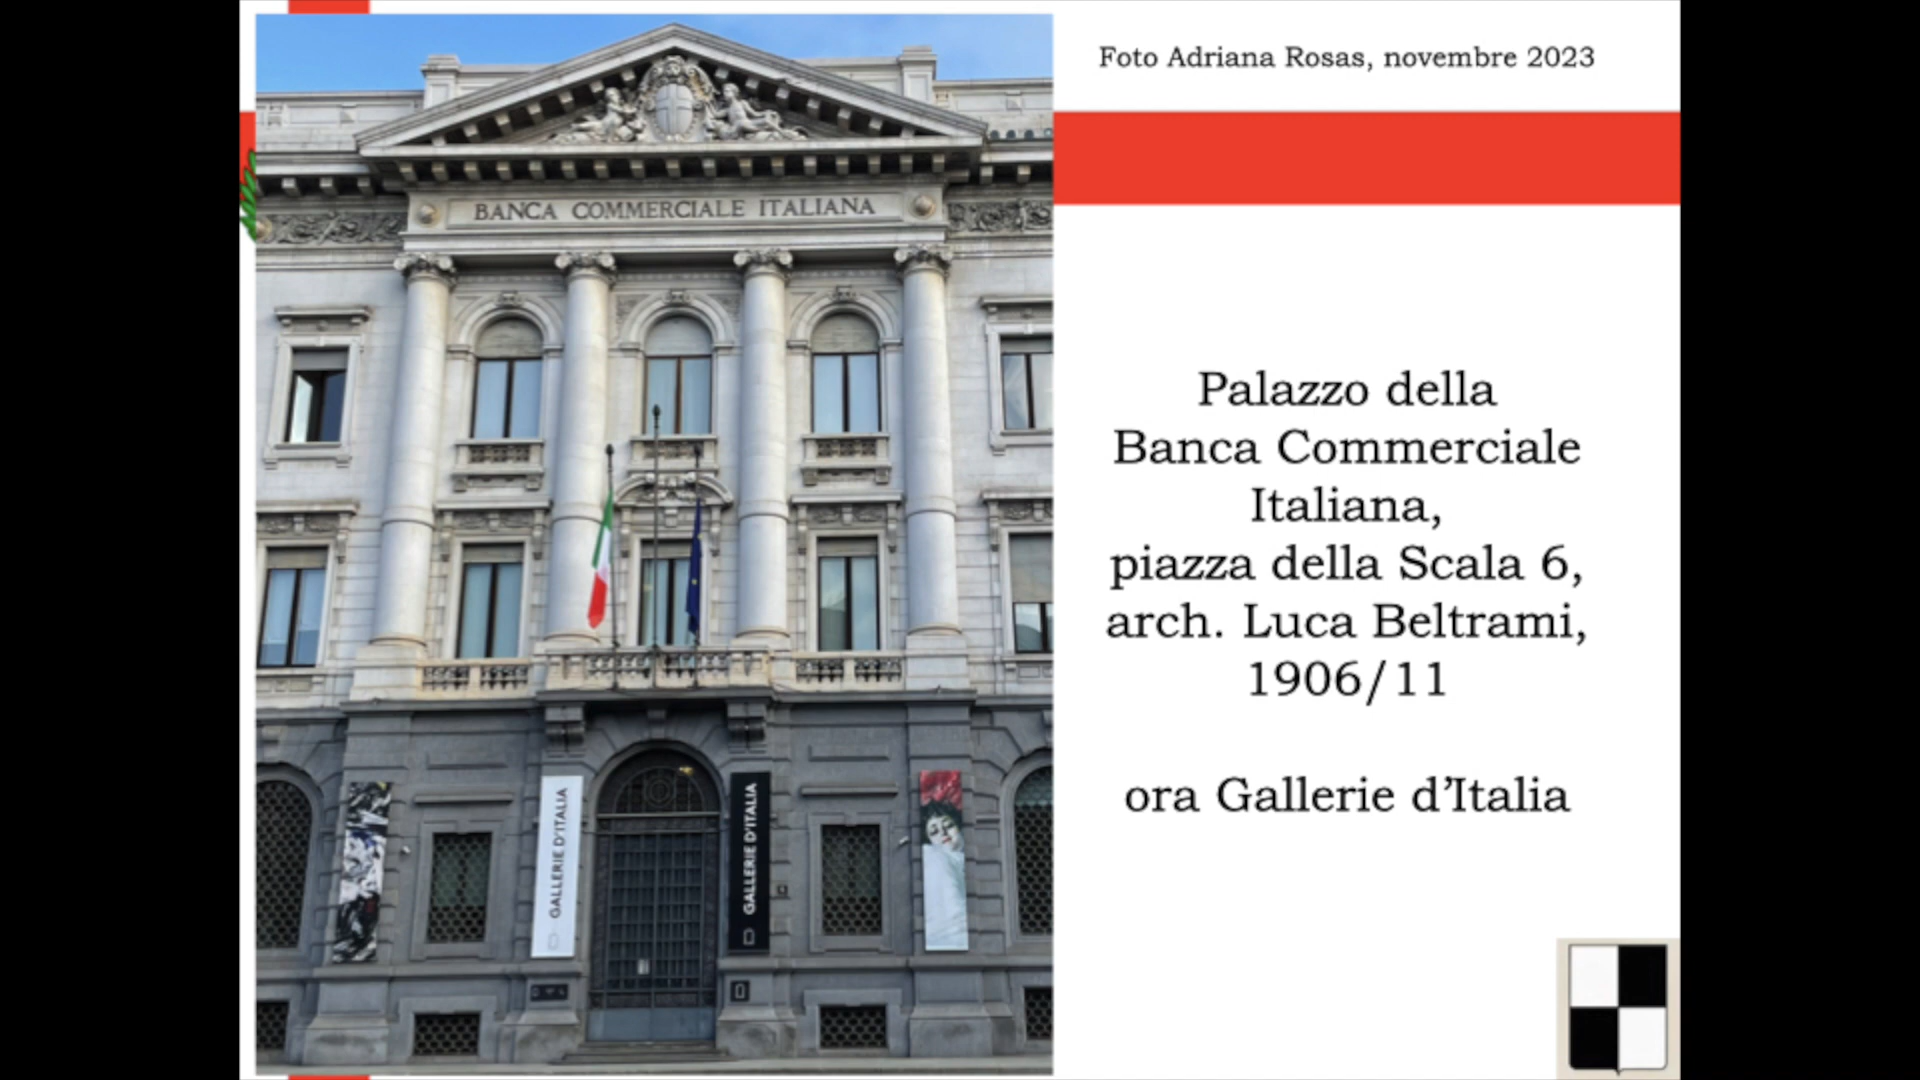 Foto Adriana Rosas, novembre 2023
BANCA COMMERCIALE ITALIANA
Palazzo della
Banca Commerciale
Italiana,
piazza della Scala 6,
arch. Luca Beltrami,
1906/11
ora Gallerie d’Italia
GALLERIE D'ITALIA
GALLERIE D'ITALIA